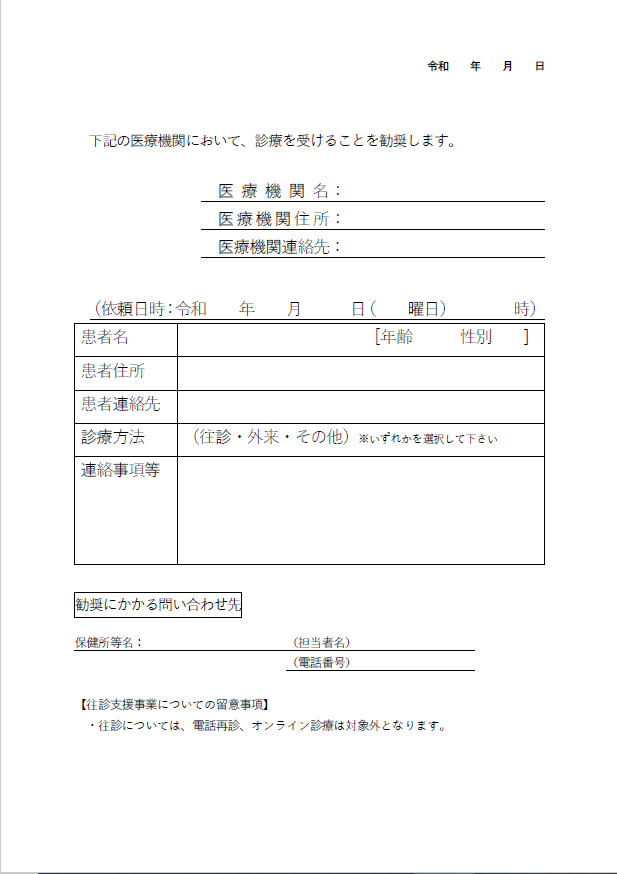 令和　　年　　月　　日
下記の医療機関において、診療を受けることを勧奨します。
医療機関名：
医療機関住所：
医療機関連絡先：
（依頼日時：令和　　年　　月　　　日（　　曜日）　　　　時）
患者名　　　[年齢　　　性別　　]
患者住所
患者連絡先
診療方法　（往診・外来・その他）※いずれかを選択して下さい
連絡事項等
勧奨にかかる問い合わせ先
保健所等名：　　　（担当者名）
（電話番号）
【往診支援事業についての留意事項】
・往診については、電話再診、オンライン診療は対象外となります。